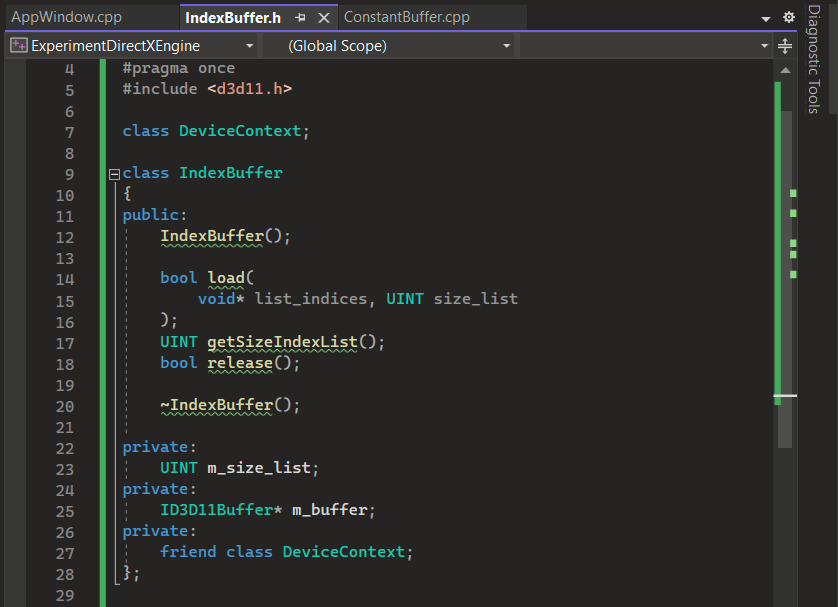 AppWindow.cpp IndexBuffer.h ConstantBuffer.cpp
ExperimentDirectXEngine (Global Scope)
Diagnostic Tools
4 #pragma once
5 #include <d3d11.h>
6
7 class DeviceContext;
8
9 class IndexBuffer
10 {
11 public:
12     IndexBuffer();
13
14     bool load(
15         void* list_indices, UINT size_list
16     );
17     UINT getSizeIndexList();
18     bool release();
19
20     ~IndexBuffer();
21
22 private:
23     UINT m_size_list;
24 private:
25     ID3D11Buffer* m_buffer;
26 private:
27     friend class DeviceContext;
28 };
29